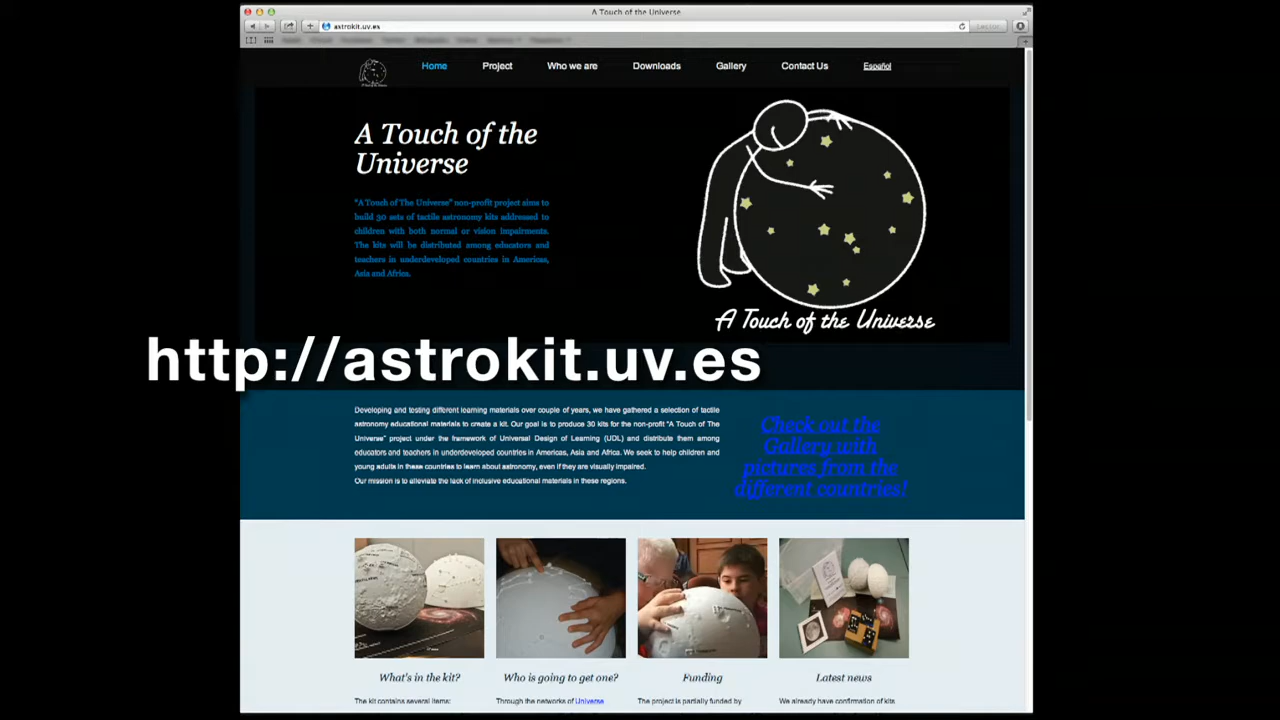 A Touch of the Universe
astrokit.uv.es
Home Project Who we are Downloads Gallery Contact Us Español
A Touch of the
Universe
"A Touch of The Universe" non-profit project aims to
build 30 sets of tactile astronomy kits addressed to
children with both normal or vision impairments.
The kits will be distributed among educators and
teachers in underdeveloped countries in Americas,
Asia and Africa.
A Touch of the Universe
http://astrokit.uv.es
Developing and testing different learning materials over couple of years, we have gathered a selection of tactile
astronomy educational materials to create a kit. Our goal is to produce 30 kits for the non-profit "A Touch of The
Universe" project under the framework of Universal Design of Learning (UDL) and distribute them among
educators and teachers in underdeveloped countries in Americas, Asia and Africa. We seek to help children and
young adults in these countries to learn about astronomy, even if they are visually impaired.
Our mission is to alleviate the lack of inclusive educational materials in these regions.
Check out the
Gallery with
pictures from the
different countries!
What's in the kit?
The kit contains several items:
Who is going to get one?
Through the networks of Universe
Funding
The project is partially funded by
Latest news
We already have confirmation of kits